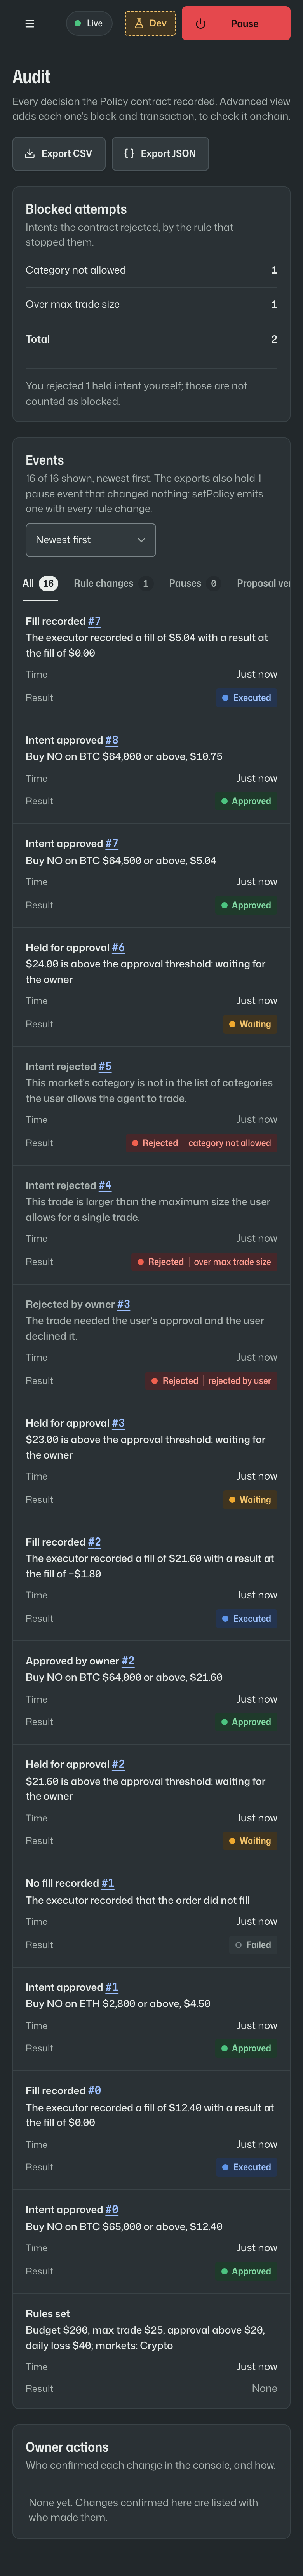 Live
Dev
Pause
Audit
Every decision the Policy contract recorded. Advanced view
adds each one's block and transaction, to check it onchain.
Export CSV
Export JSON
Blocked attempts
Intents the contract rejected, by the rule that
stopped them.
Category not allowed 1
Over max trade size 1
Total 2
You rejected 1 held intent yourself; those are not
counted as blocked.
Events
16 of 16 shown, newest first. The exports also hold 1
pause event that changed nothing: setPolicy emits
one with every rule change.
Newest first
All 16 Rule changes 1 Pauses 0 Proposal ver
Fill recorded #7
The executor recorded a fill of $5.04 with a result at
the fill of $0.00
Time Just now
Result Executed
Intent approved #8
Buy NO on BTC $64,000 or above, $10.75
Time Just now
Result Approved
Intent approved #7
Buy NO on BTC $64,500 or above, $5.04
Time Just now
Result Approved
Held for approval #6
$24.00 is above the approval threshold: waiting for
the owner
Time Just now
Result Waiting
Intent rejected #5
This market's category is not in the list of categories
the user allows the agent to trade.
Time Just now
Result Rejected category not allowed
Intent rejected #4
This trade is larger than the maximum size the user
allows for a single trade.
Time Just now
Result Rejected over max trade size
Rejected by owner #3
The trade needed the user's approval and the user
declined it.
Time Just now
Result Rejected rejected by user
Held for approval #3
$23.00 is above the approval threshold: waiting for
the owner
Time Just now
Result Waiting
Fill recorded #2
The executor recorded a fill of $21.60 with a result at
the fill of −$1.80
Time Just now
Result Executed
Approved by owner #2
Buy NO on BTC $64,000 or above, $21.60
Time Just now
Result Approved
Held for approval #2
$21.60 is above the approval threshold: waiting for
the owner
Time Just now
Result Waiting
No fill recorded #1
The executor recorded that the order did not fill
Time Just now
Result Failed
Intent approved #1
Buy NO on ETH $2,800 or above, $4.50
Time Just now
Result Approved
Fill recorded #0
The executor recorded a fill of $12.40 with a result at
the fill of $0.00
Time Just now
Result Executed
Intent approved #0
Buy NO on BTC $65,000 or above, $12.40
Time Just now
Result Approved
Rules set
Budget $200, max trade $25, approval above $20,
daily loss $40; markets: Crypto
Time Just now
Result None
Owner actions
Who confirmed each change in the console, and how.
None yet. Changes confirmed here are listed with
who made them.